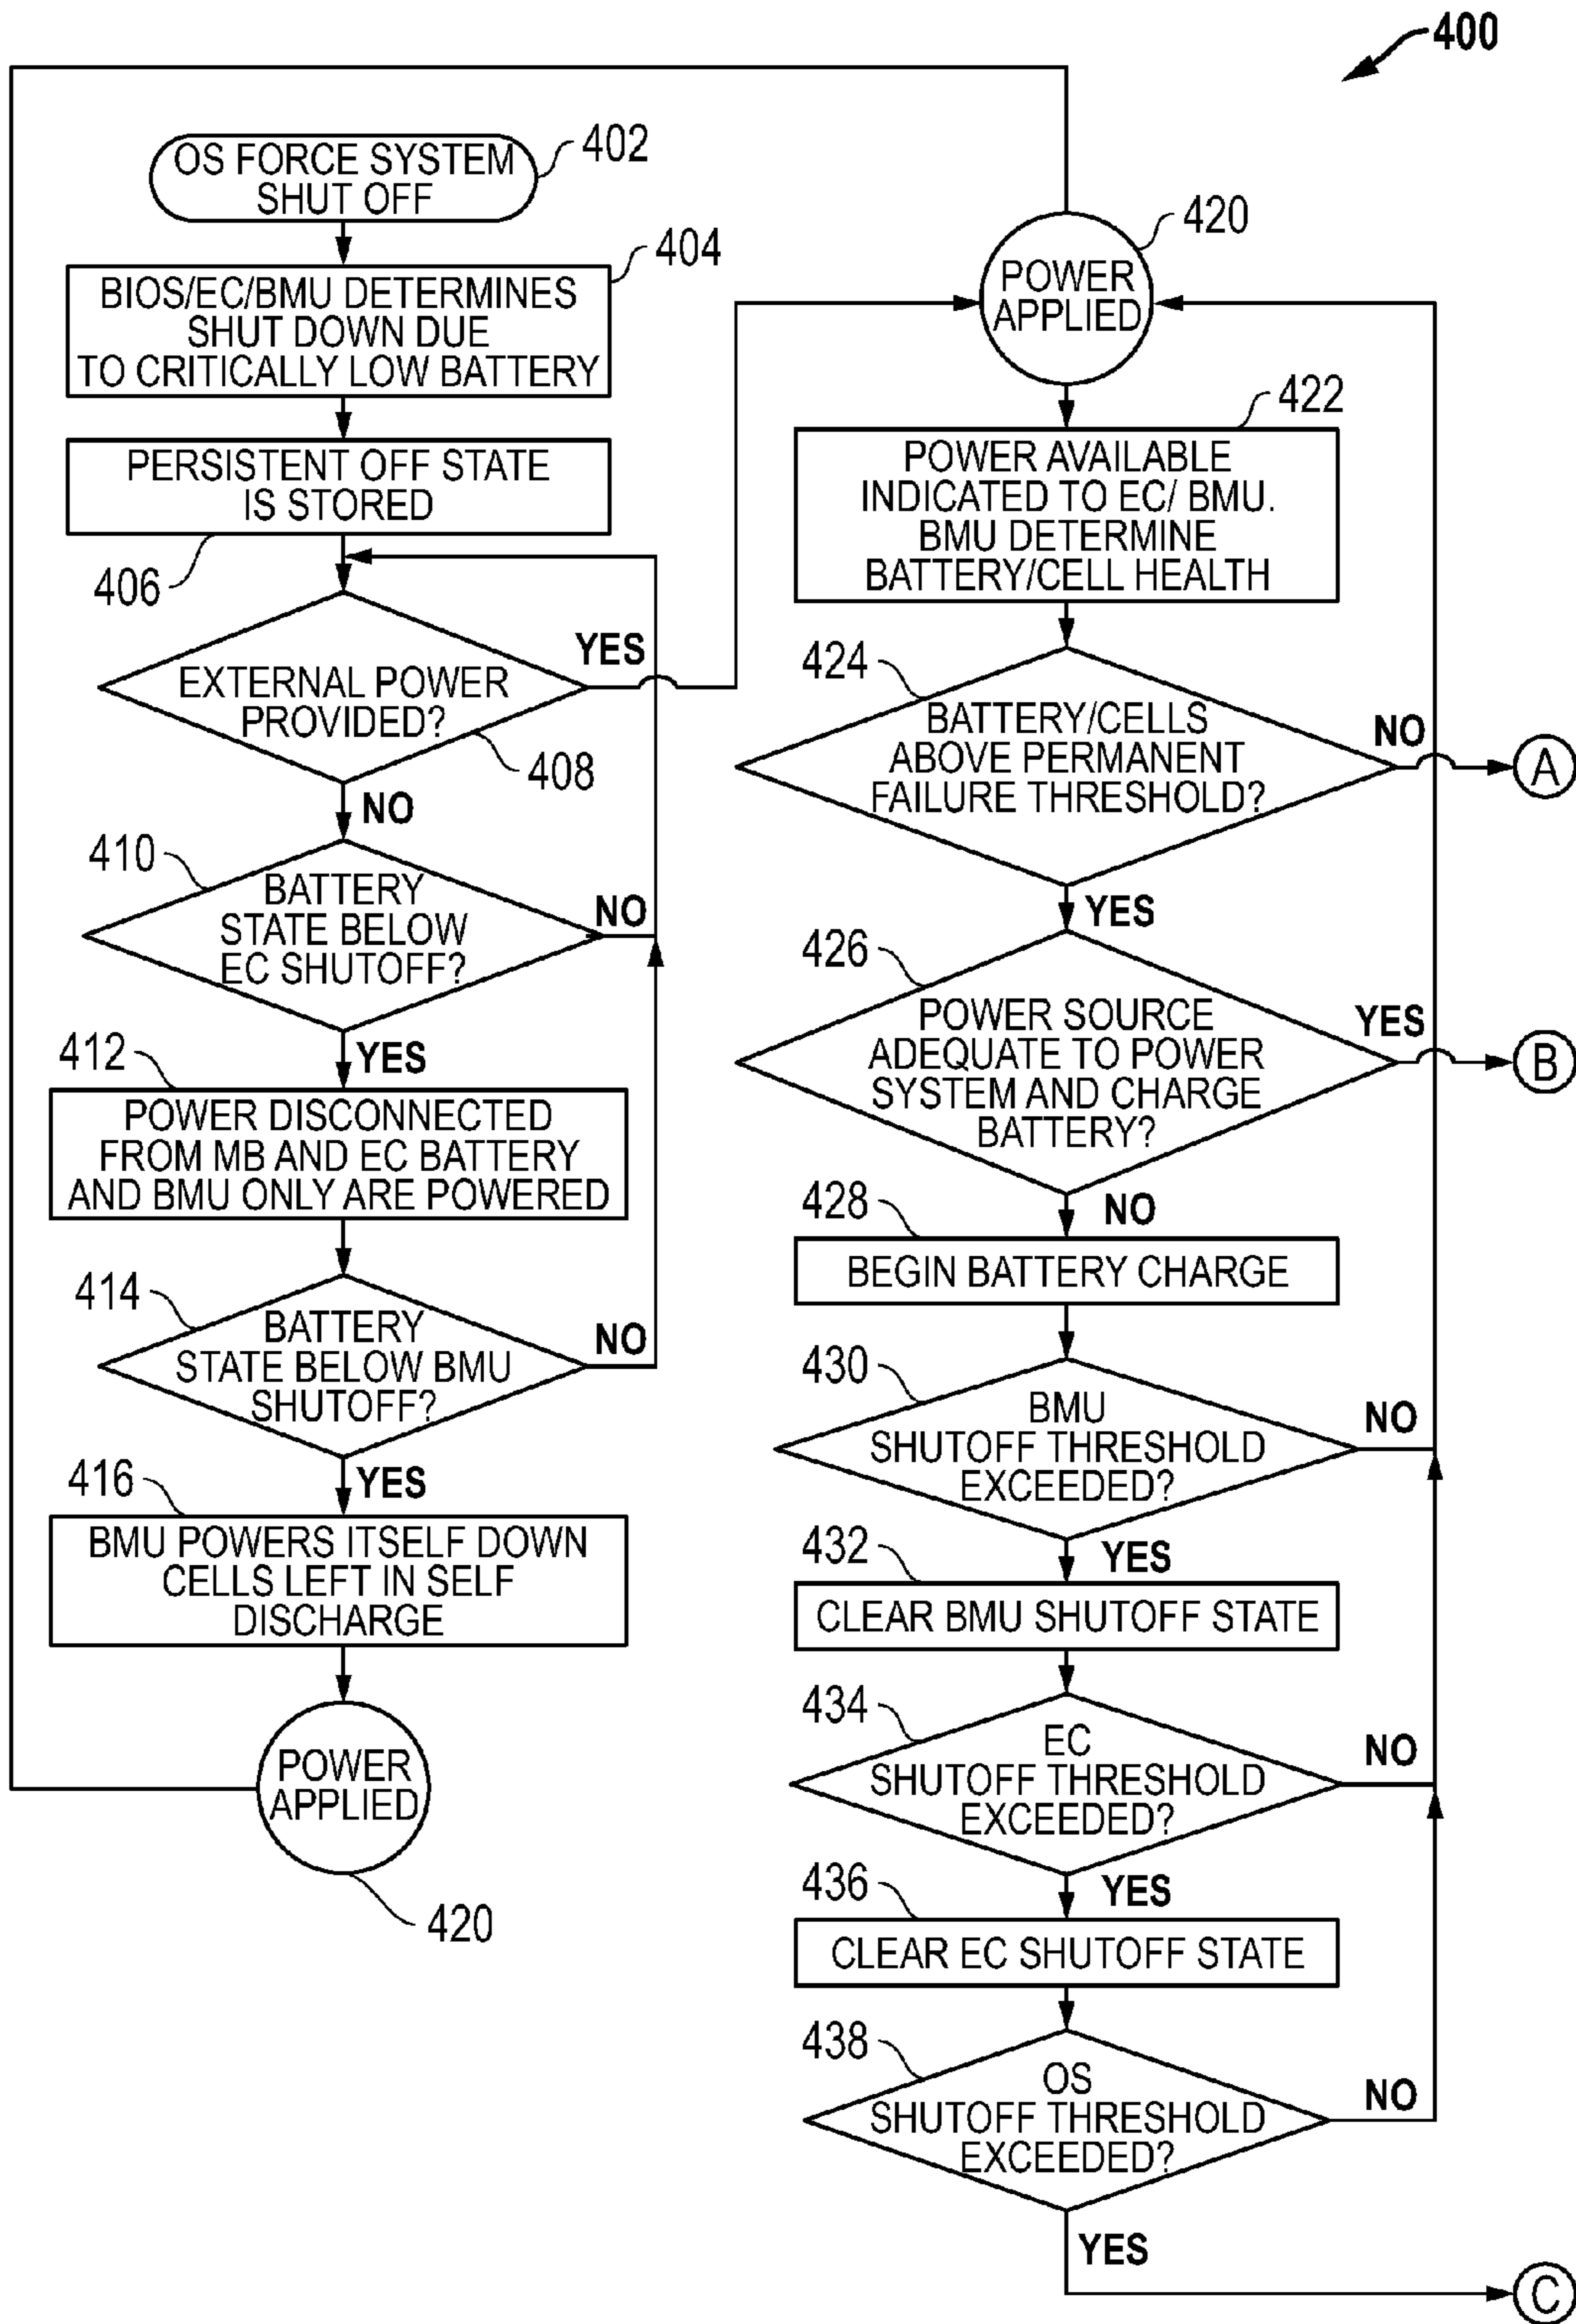 400
OS FORCE SYSTEM
SHUT OFF
402
BIOS/EC/BMU DETERMINES
SHUT DOWN DUE
TO CRITICALLY LOW BATTERY
404
PERSISTENT OFF STATE
IS STORED
406
EXTERNAL POWER
PROVIDED?
408
YES
NO
410
BATTERY
STATE BELOW
EC SHUTOFF?
NO
YES
412
POWER DISCONNECTED
FROM MB AND EC BATTERY
AND BMU ONLY ARE POWERED
414
BATTERY
STATE BELOW BMU
SHUTOFF?
NO
YES
416
BMU POWERS ITSELF DOWN
CELLS LEFT IN SELF
DISCHARGE
POWER
APPLIED
420
POWER
APPLIED
420
422
POWER AVAILABLE
INDICATED TO EC/ BMU.
BMU DETERMINE
BATTERY/CELL HEALTH
424
BATTERY/CELLS
ABOVE PERMANENT
FAILURE THRESHOLD?
NO
A
YES
426
POWER SOURCE
ADEQUATE TO POWER
SYSTEM AND CHARGE
BATTERY?
YES
B
NO
428
BEGIN BATTERY CHARGE
430
BMU
SHUTOFF THRESHOLD
EXCEEDED?
NO
YES
432
CLEAR BMU SHUTOFF STATE
434
EC
SHUTOFF THRESHOLD
EXCEEDED?
NO
YES
436
CLEAR EC SHUTOFF STATE
438
OS
SHUTOFF THRESHOLD
EXCEEDED?
NO
YES
C